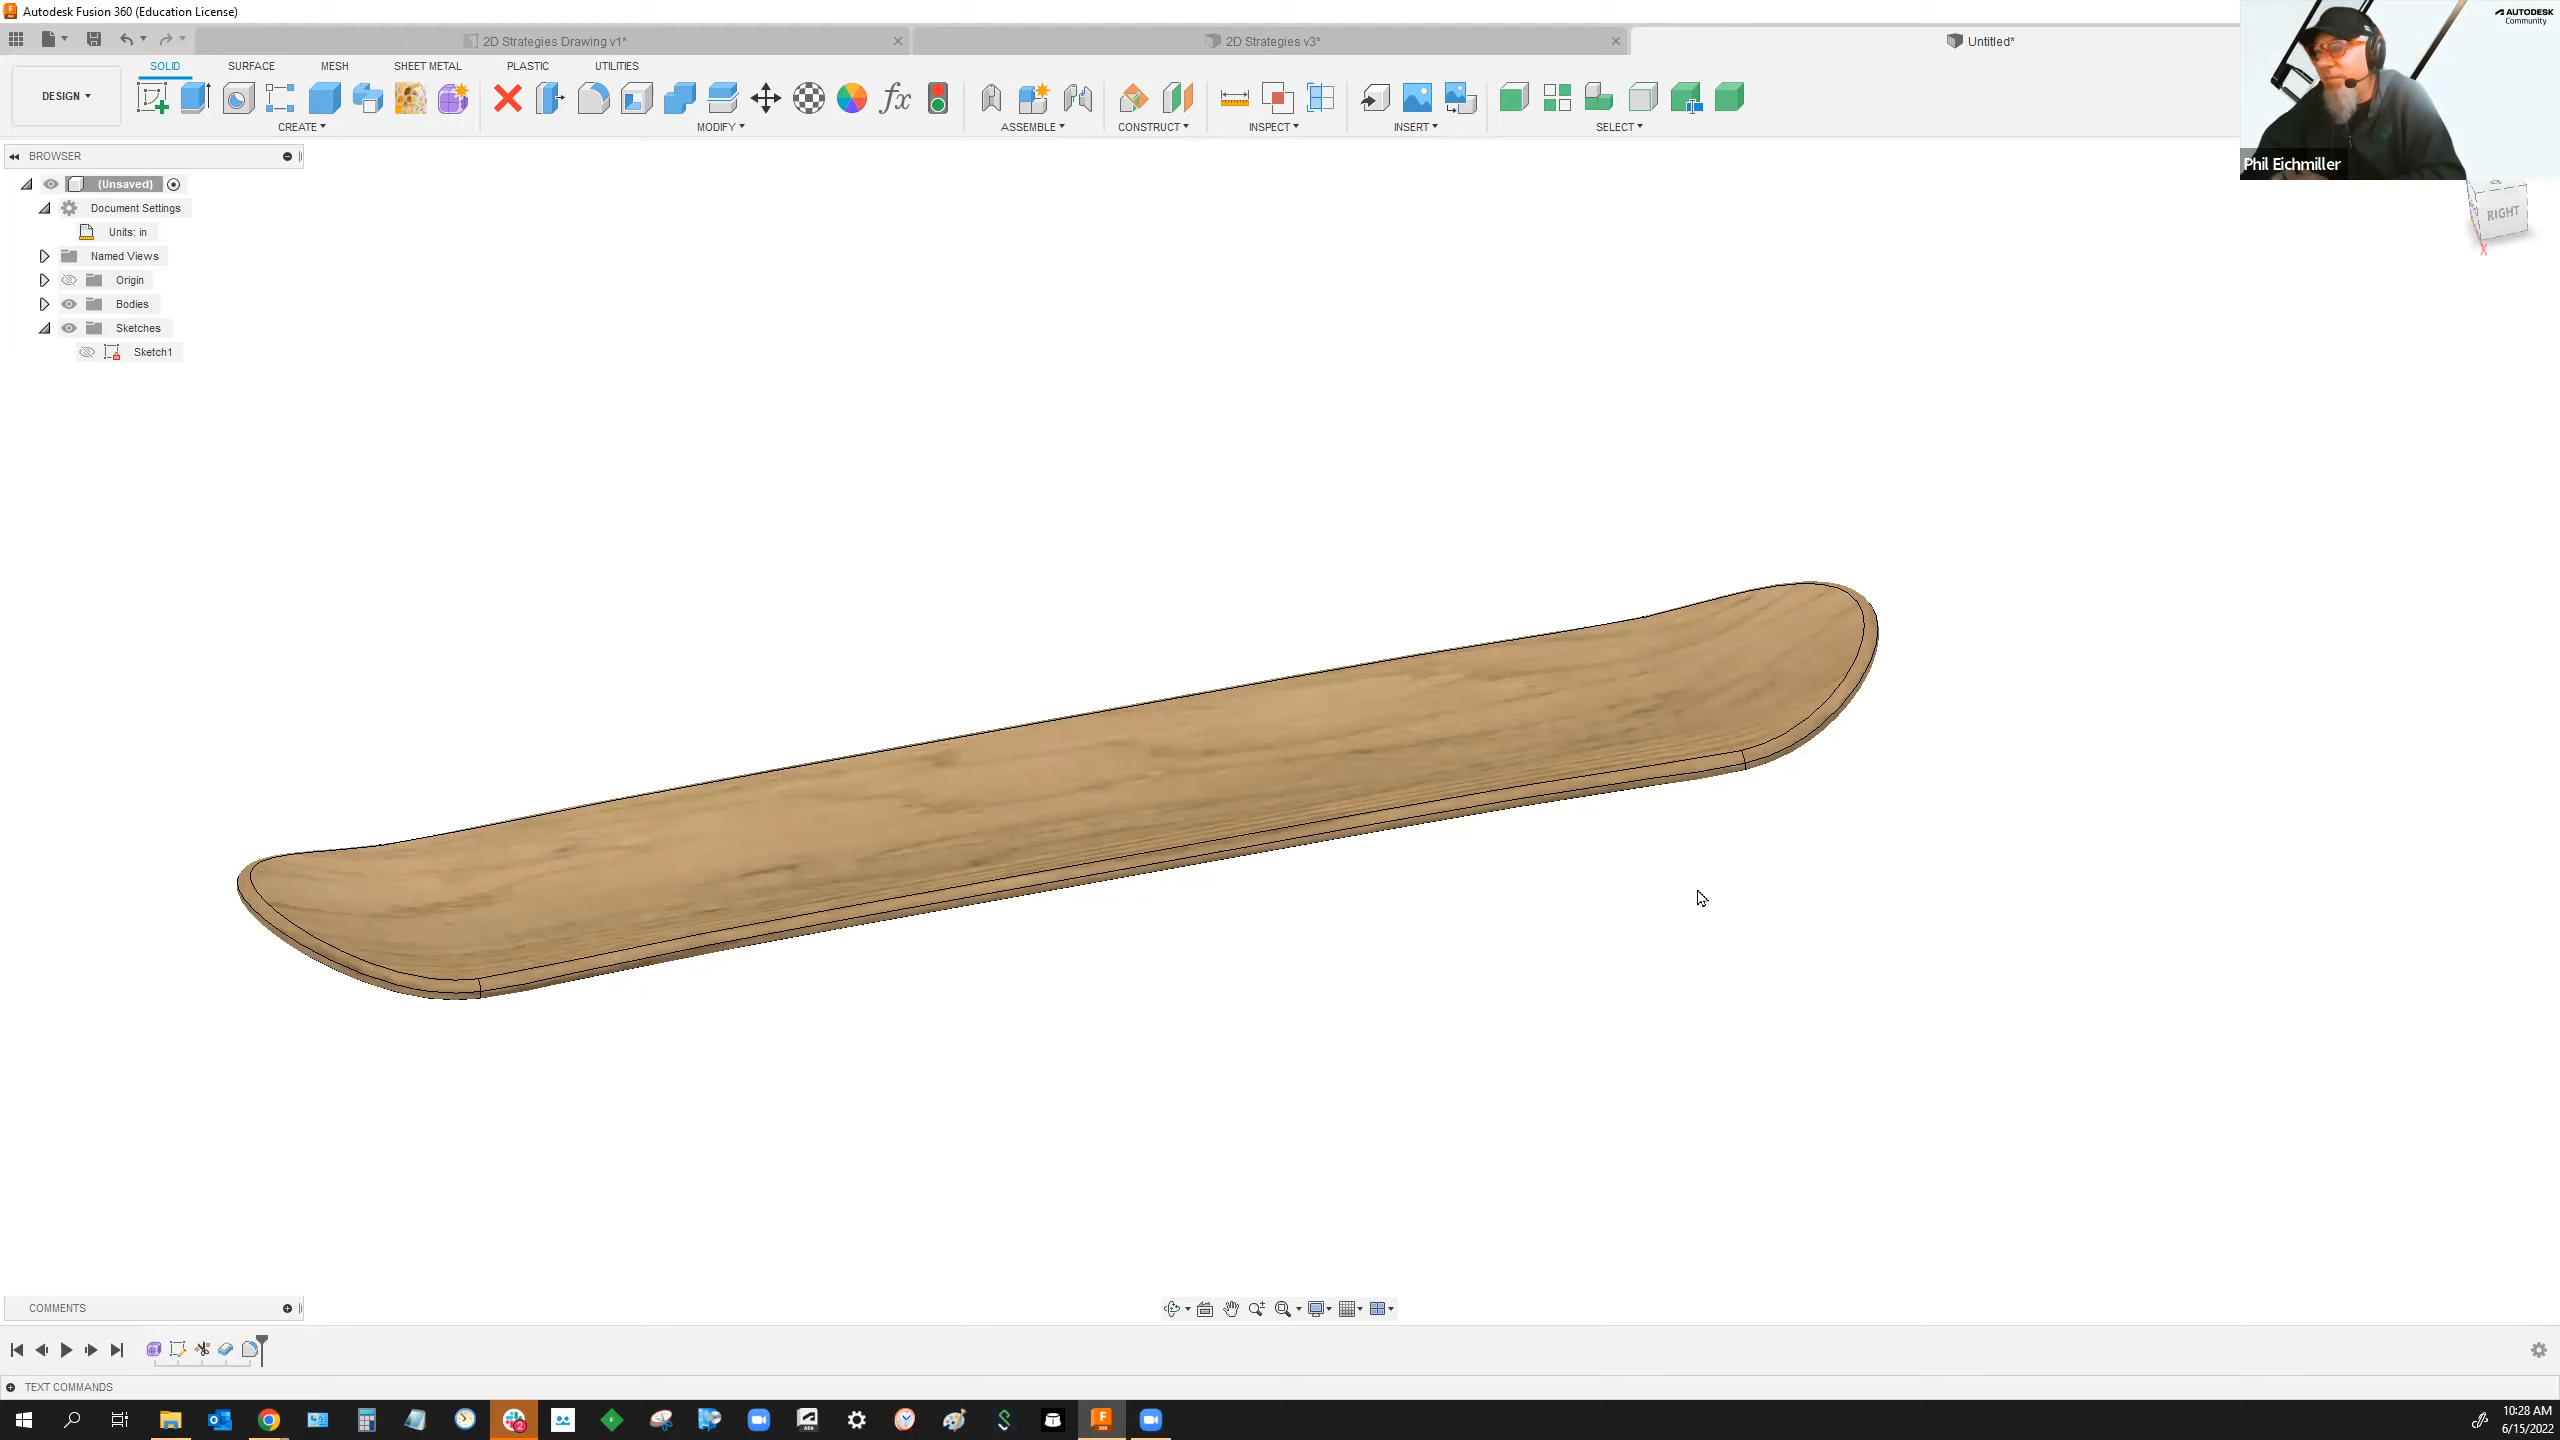 Autodesk Fusion 360 (Education License)
2D Strategies Drawing v1*
2D Strategies v3*
Untitled*
AUTODESK
Community
SOLID
SURFACE
MESH
SHEET METAL
PLASTIC
UTILITIES
DESIGN
fx
CREATE
MODIFY
ASSEMBLE
CONSTRUCT
INSPECT
INSERT
SELECT
BROWSER
Phil Eichmiller
(Unsaved)
Document Settings
Units: in
Named Views
Origin
Bodies
Sketches
Sketch1
RIGHT
X
COMMENTS
TEXT COMMANDS
10:28 AM
6/15/2022